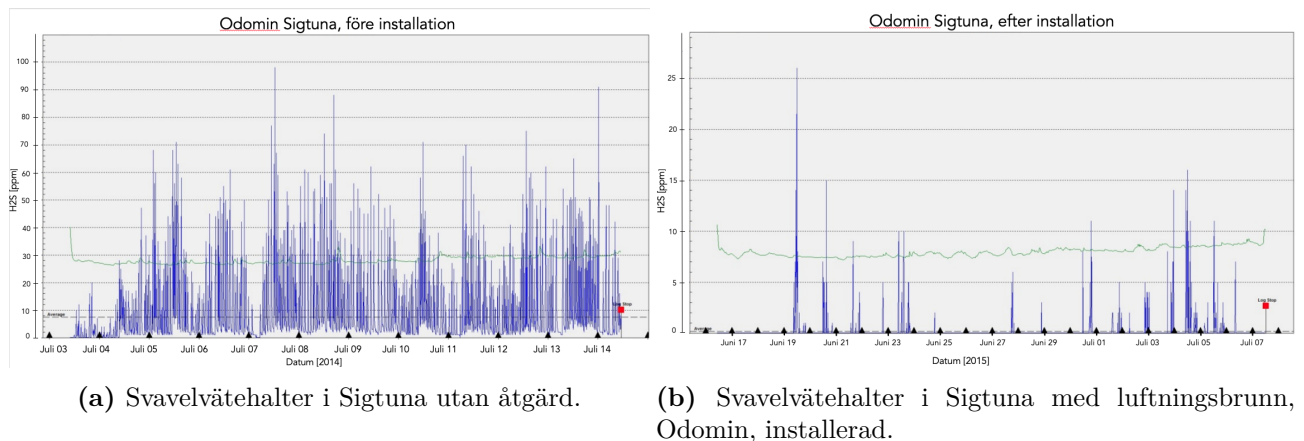 Odomin Sigtuna, före installation
H2S [ppm]
100
90
80
70
60
50
40
30
20
10
0
Average
Log Stop
Juli 03 Juli 04 Juli 05 Juli 06 Juli 07 Juli 08 Juli 09 Juli 10 Juli 11 Juli 12 Juli 13 Juli 14
Datum [2014]
(a) Svavelvätehalter i Sigtuna utan åtgärd.
Odomin Sigtuna, efter installation
H2S [ppm]
25
20
15
10
5
0
Average
Log Stop
Juni 17 Juni 19 Juni 21 Juni 23 Juni 25 Juni 27 Juni 29 Juli 01 Juli 03 Juli 05 Juli 07
Datum [2015]
(b) Svavelvätehalter i Sigtuna med luftningsbrunn,
Odomin, installerad.